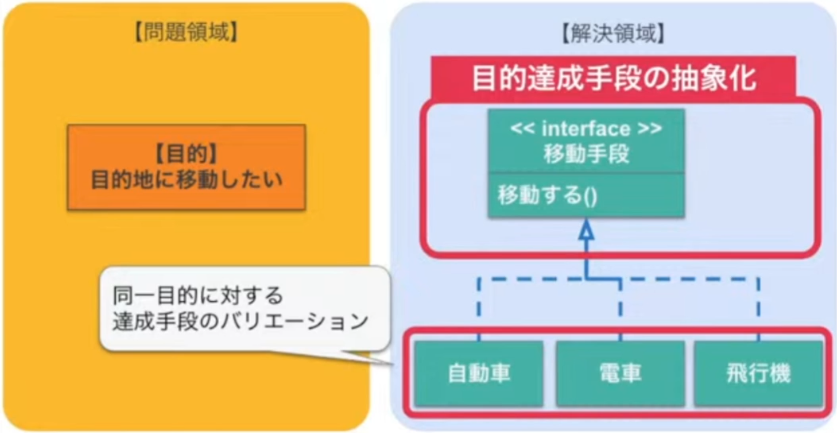 【問題領域】
【目的】
目的地に移動したい
同一目的に対する
達成手段のバリエーション
【解決領域】
目的達成手段の抽象化
<< interface >>
移動手段
移動する()
自動車
電車
飛行機